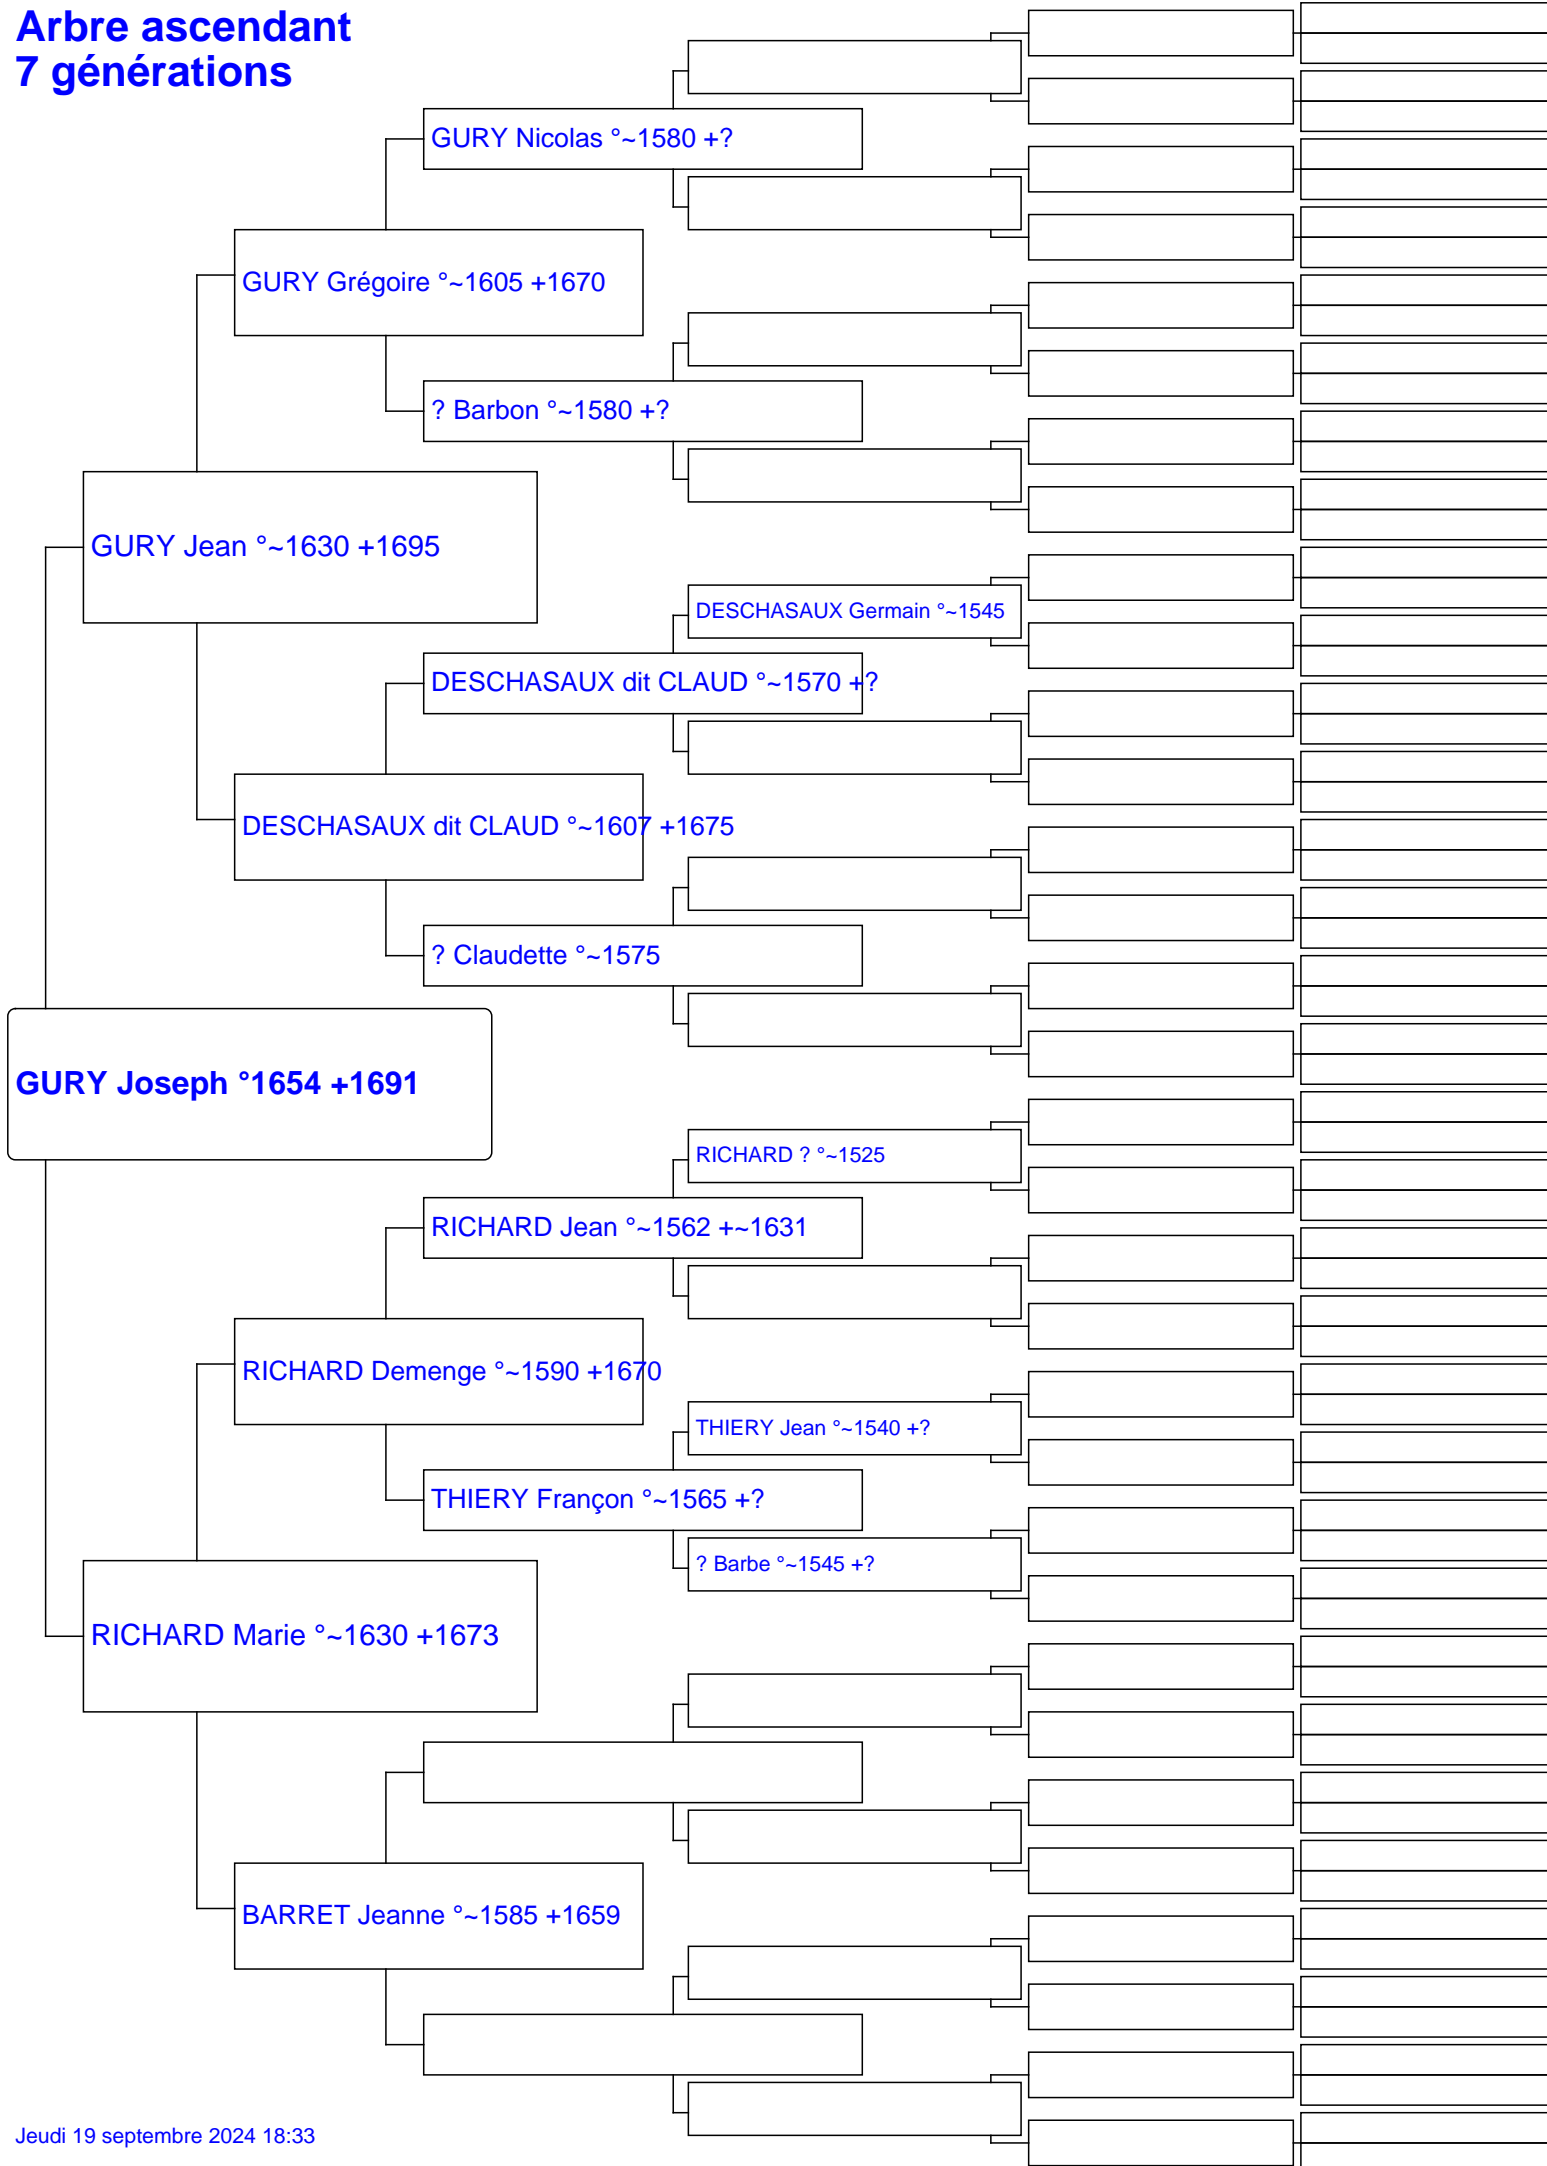 Arbre ascendant
7 générations
GURY Nicolas °~1580 +?
GURY Grégoire °~1605 +1670
? Barbon °~1580 +?
GURY Jean °~1630 +1695
DESCHASAUX Germain °~1545
DESCHASAUX dit CLAUD °~1570 +?
DESCHASAUX dit CLAUD °~1607 +1675
? Claudette °~1575
GURY Joseph °1654 +1691
RICHARD ? °~1525
RICHARD Jean °~1562 +~1631
RICHARD Demenge °~1590 +1670
THIERY Jean °~1540 +?
THIERY Françon °~1565 +?
? Barbe °~1545 +?
RICHARD Marie °~1630 +1673
BARRET Jeanne °~1585 +1659
Jeudi 19 septembre 2024 18:33